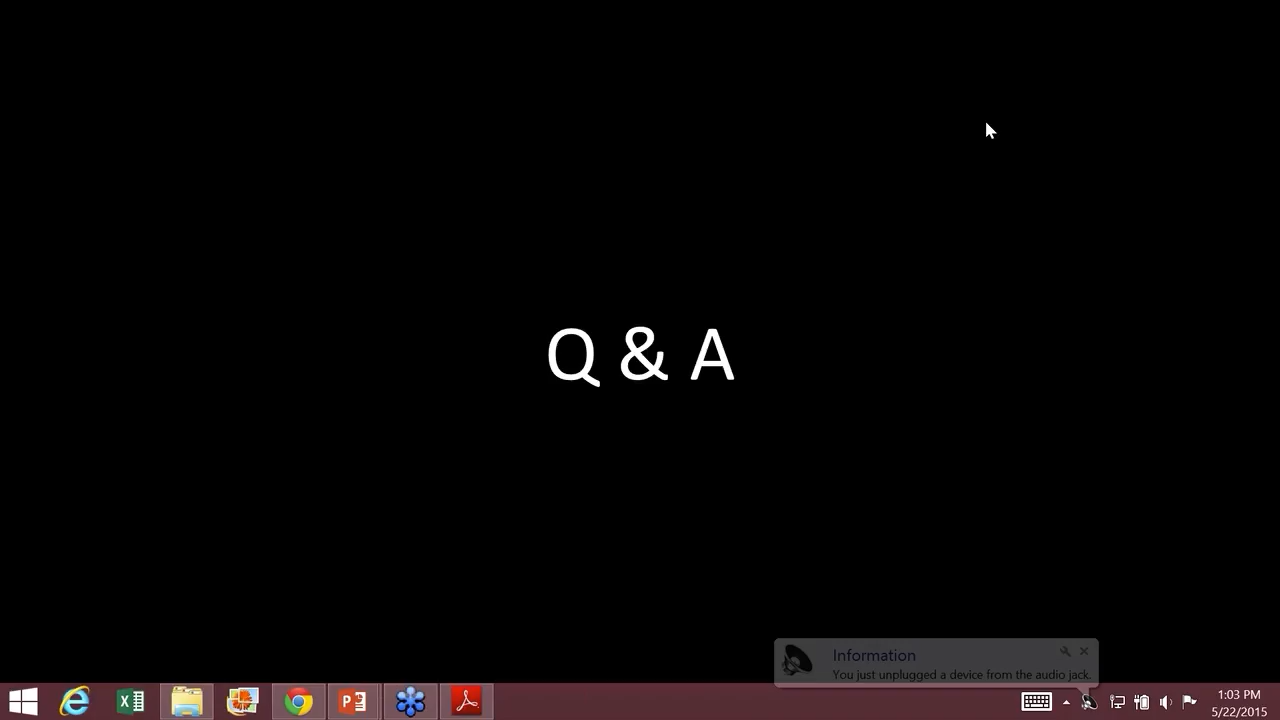 Q & A
Information
You just unplugged a device from the audio jack.
1:03 PM
5/22/2015